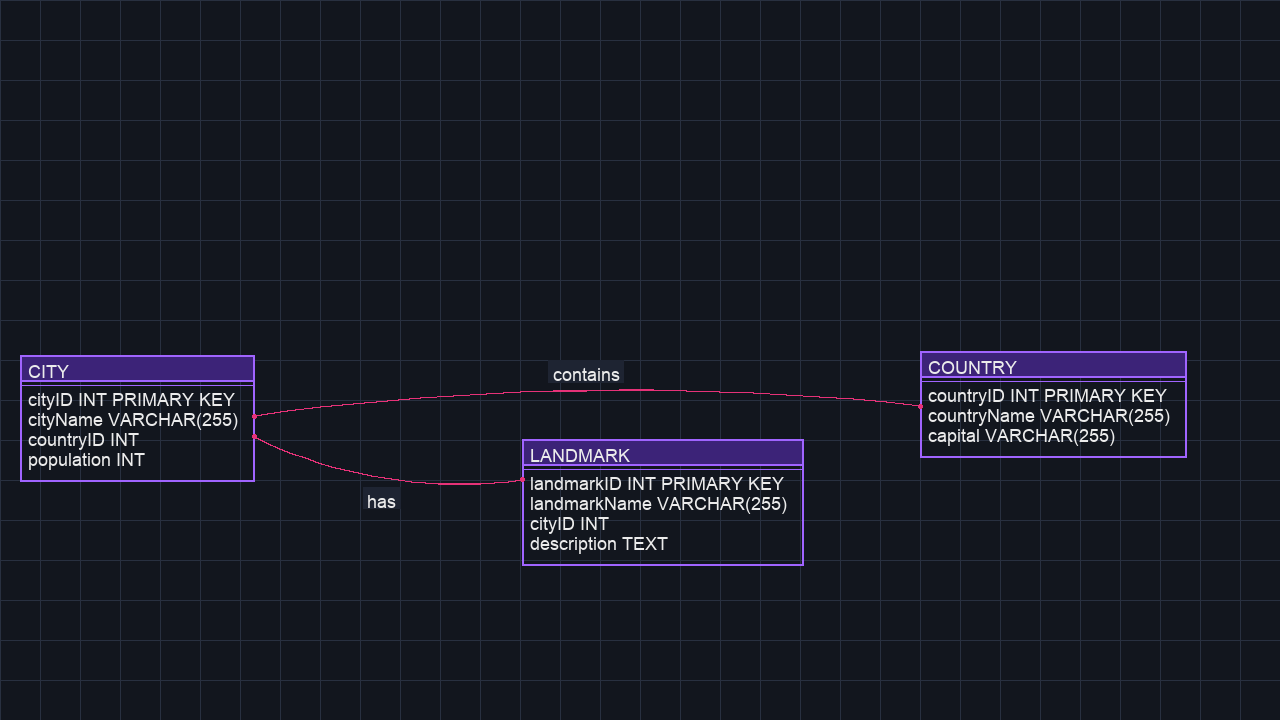 CITY
cityID INT PRIMARY KEY
cityName VARCHAR(255)
countryID INT
population INT
contains
has
LANDMARK
landmarkID INT PRIMARY KEY
landmarkName VARCHAR(255)
cityID INT
description TEXT
COUNTRY
countryID INT PRIMARY KEY
countryName VARCHAR(255)
capital VARCHAR(255)